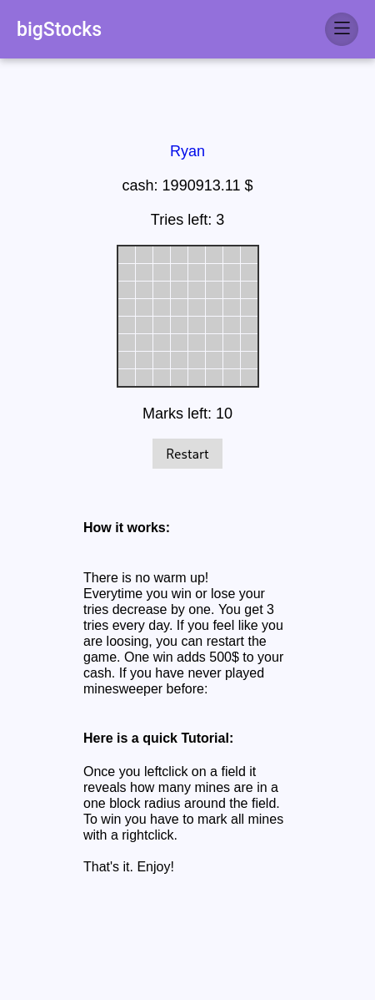 bigStocks
Ryan
cash: 1990913.11 $
Tries left: 3
Marks left: 10
Restart
How it works:
There is no warm up!
Everytime you win or lose your
tries decrease by one. You get 3
tries every day. If you feel like you
are loosing, you can restart the
game. One win adds 500$ to your
cash. If you have never played
minesweeper before:
Here is a quick Tutorial:
Once you leftclick on a field it
reveals how many mines are in a
one block radius around the field.
To win you have to mark all mines
with a rightclick.
That's it. Enjoy!